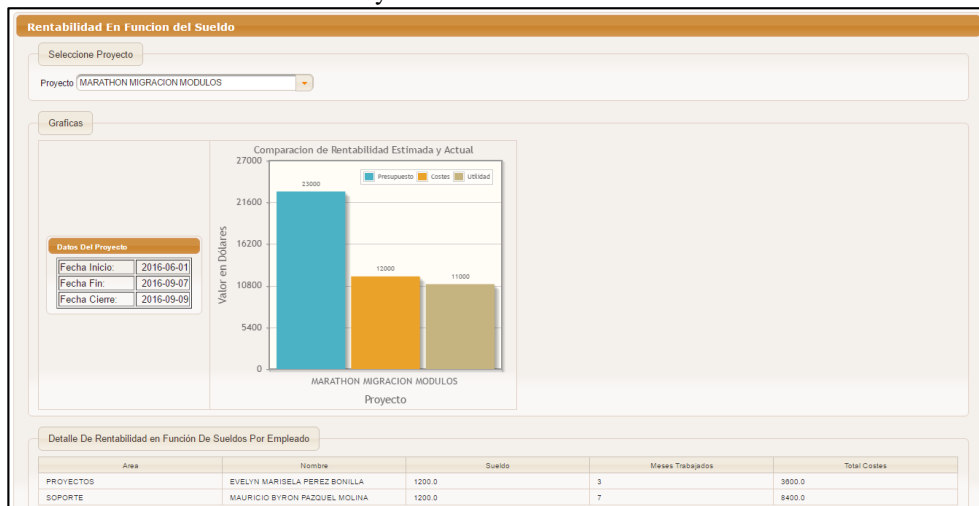 Rentabilidad En Funcion del Sueldo
Seleccione Proyecto
Proyecto MARATHON MIGRACION MODULOS
Graficas
Comparacion de Rentabilidad Estimada y Actual
27000
Presupuesto Costes Utilidad
23000
21600
16200
12000
11000
10800
5400
0
Valor en Dólares
MARATHON MIGRACION MODULOS
Proyecto
Datos Del Proyecto
Fecha Inicio: 2016-06-01
Fecha Fin: 2016-09-07
Fecha Cierre: 2016-09-09
Detalle De Rentabilidad en Función De Sueldos Por Empleado
Area Nombre Sueldo Meses Trabajados Total Costes
PROYECTOS EVELYN MARISELA PEREZ BONILLA 1200.0 3 3600.0
SOPORTE MAURICIO BYRON PAZQUEL MOLINA 1200.0 7 8400.0